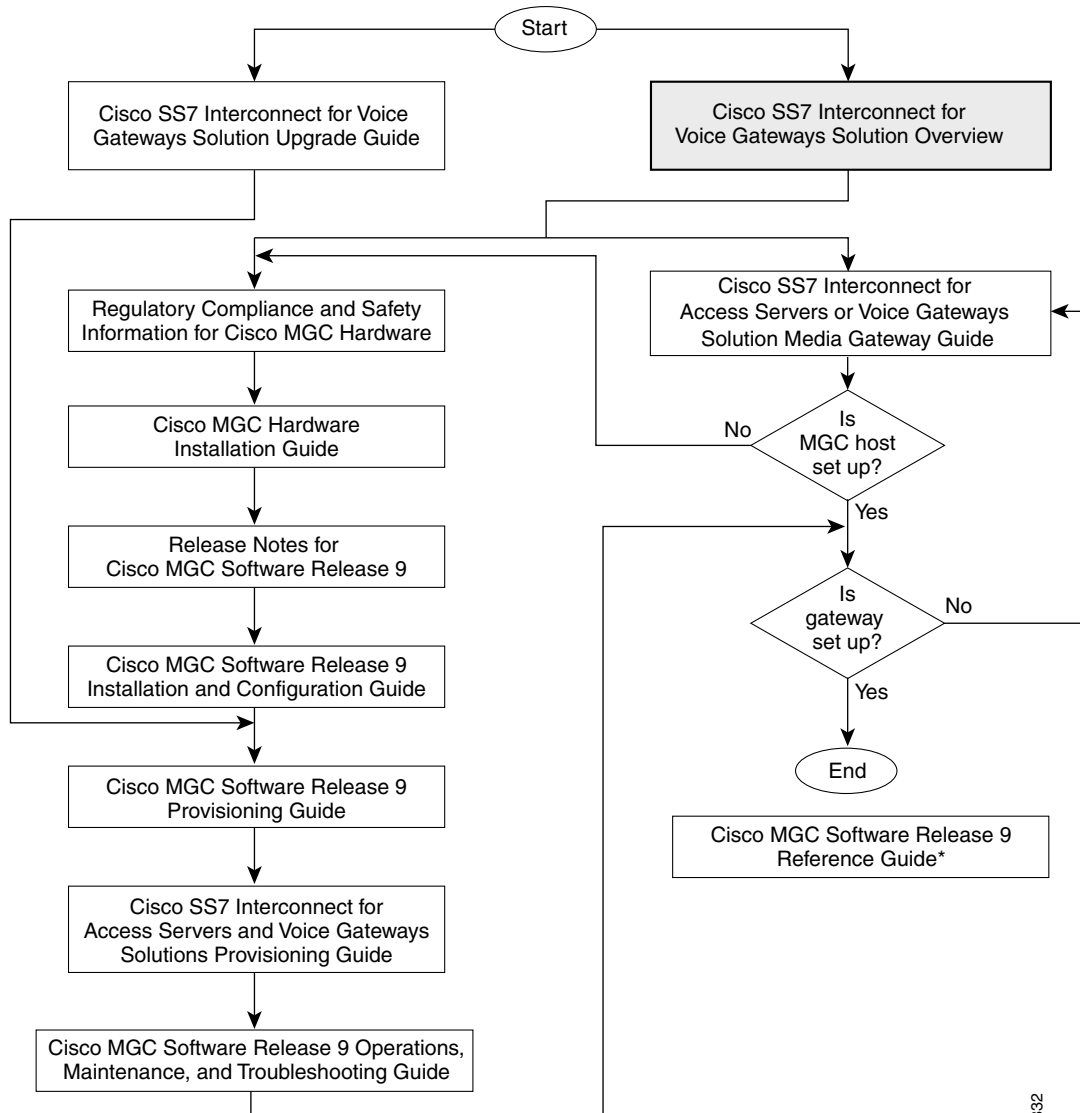 Start
Cisco SS7 Interconnect for Voice
Gateways Solution Upgrade Guide
Cisco SS7 Interconnect for
Voice Gateways Solution Overview
Regulatory Compliance and Safety
Information for Cisco MGC Hardware
Cisco SS7 Interconnect for
Access Servers or Voice Gateways
Solution Media Gateway Guide
Cisco MGC Hardware
Installation Guide
No
Is
MGC host
set up?
Yes
Release Notes for
Cisco MGC Software Release 9
Is
gateway
set up?
No
Yes
Cisco MGC Software Release 9
Installation and Configuration Guide
End
Cisco MGC Software Release 9
Provisioning Guide
Cisco MGC Software Release 9
Reference Guide*
Cisco SS7 Interconnect for
Access Servers and Voice Gateways
Solutions Provisioning Guide
Cisco MGC Software Release 9 Operations,
Maintenance, and Troubleshooting Guide